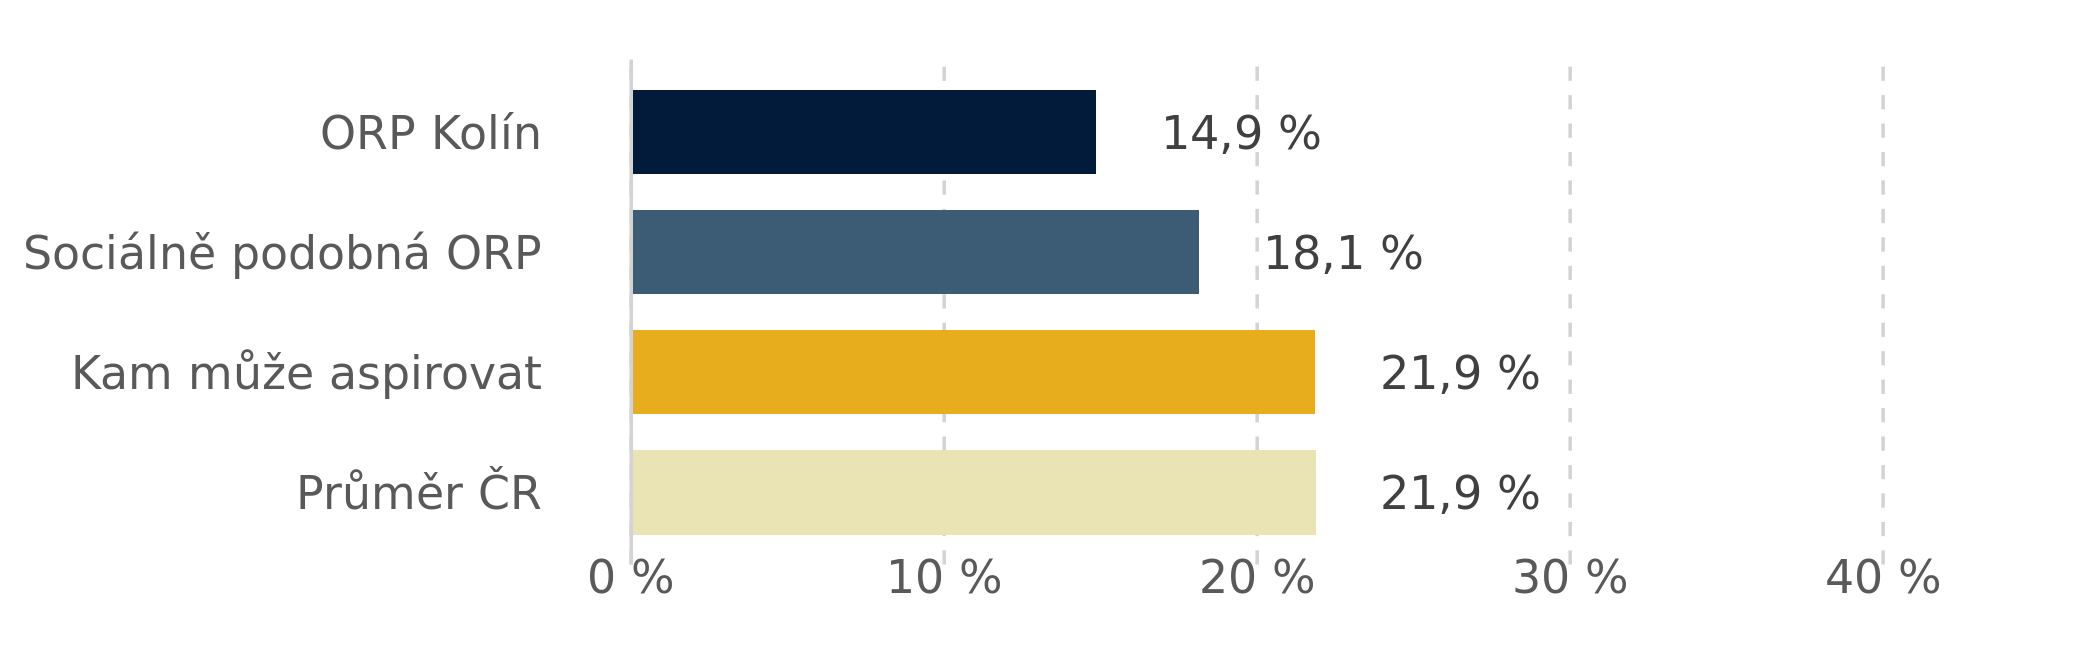 ORP Kolín 14,9 %
Sociálně podobná ORP 18,1 %
Kam může aspirovat 21,9 %
Průměr ČR 21,9 %
0 % 10 % 20 % 30 % 40 %